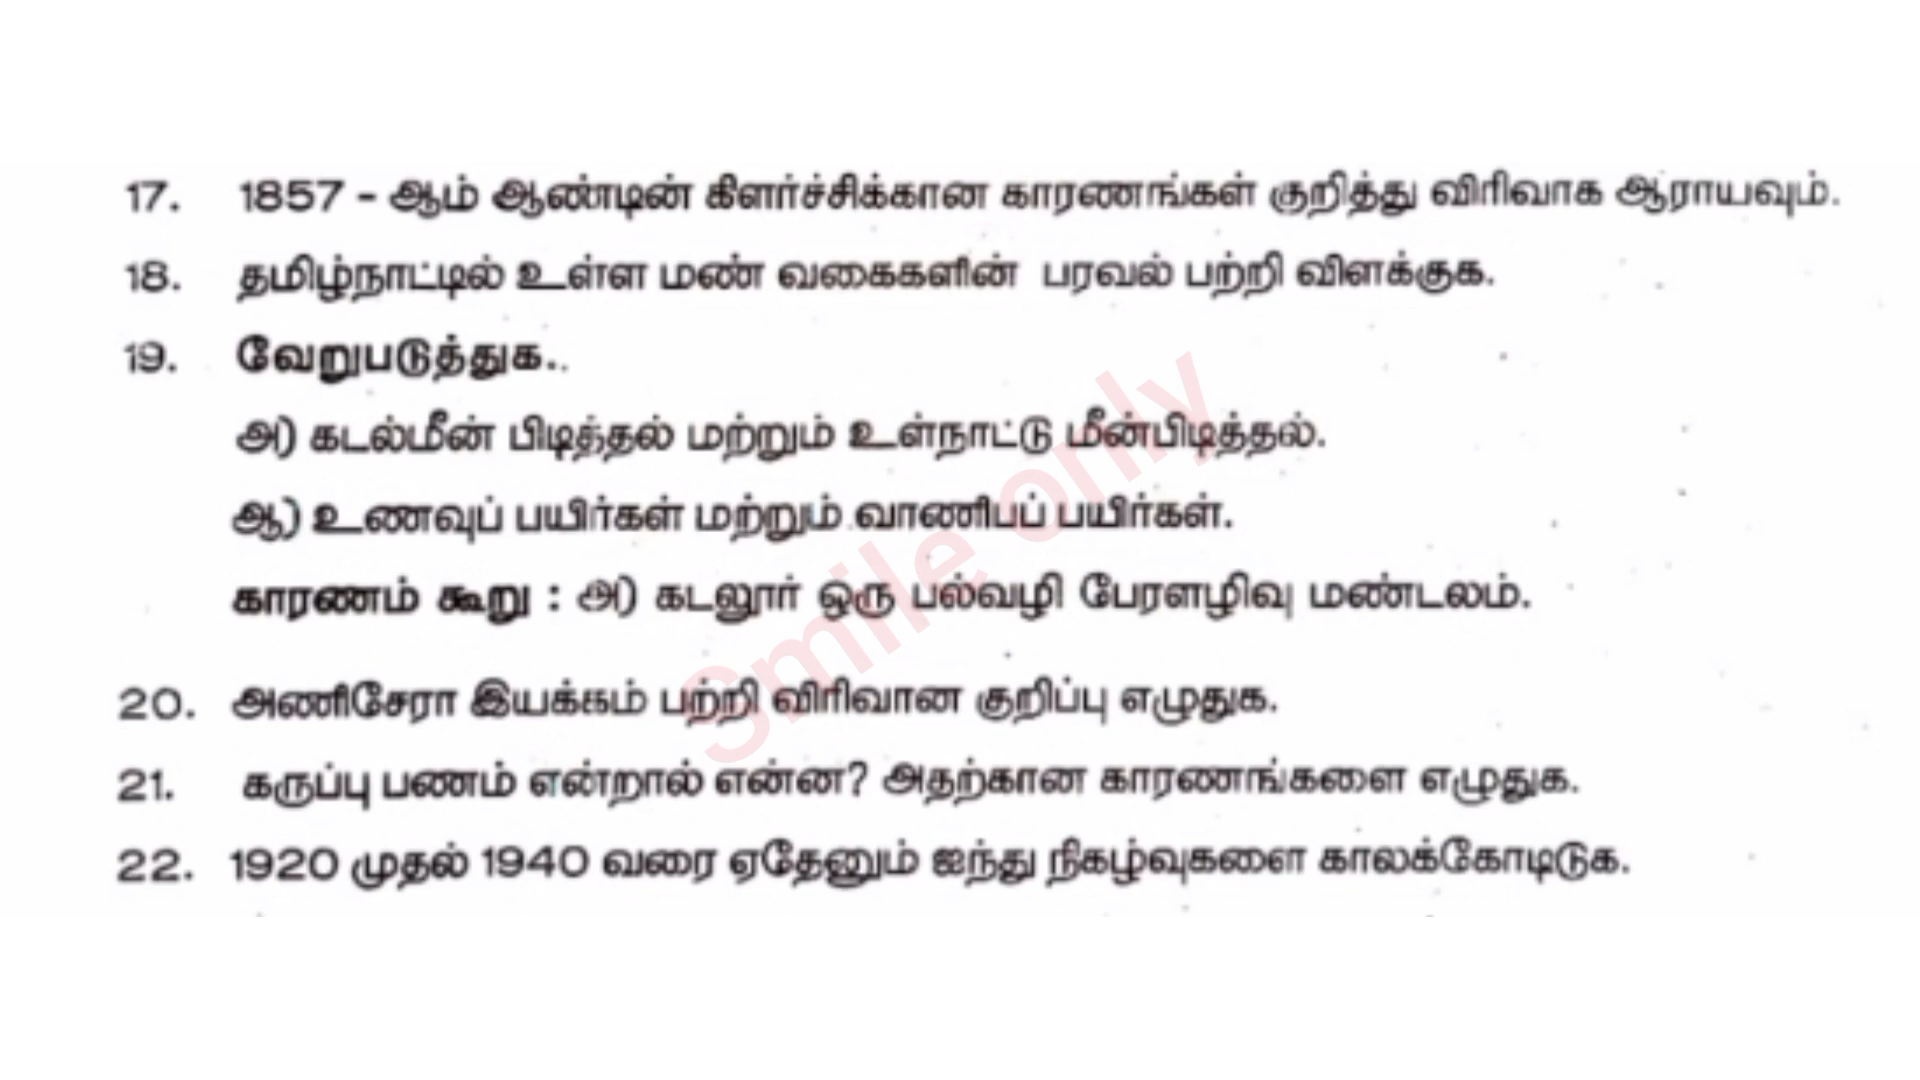 17. 1857 - ஆம் ஆண்டின் கிளர்ச்சிக்கான காரணங்கள் குறித்து விரிவாக ஆராயவும்.
18. தமிழ்நாட்டில் உள்ள மண் வகைகளின் பரவல் பற்றி விளக்குக.
19. வேறுபடுத்துக..
அ) கடல்மீன் பிடித்தல் மற்றும் உள்நாட்டு மீன்பிடித்தல்.
ஆ) உணவுப் பயிர்கள் மற்றும் வாணிபப் பயிர்கள்.
காரணம் கூறு : அ) கடலூர் ஒரு பல்வழி பேரளழிவு மண்டலம்.
20. அணிசேரா இயக்கம் பற்றி விரிவான குறிப்பு எழுதுக.
21. கருப்பு பணம் என்றால் என்ன? அதற்கான காரணங்களை எழுதுக.
22. 1920 முதல் 1940 வரை ஏதேனும் ஐந்து நிகழ்வுகளை காலக்கோடிடுக.
Smile only